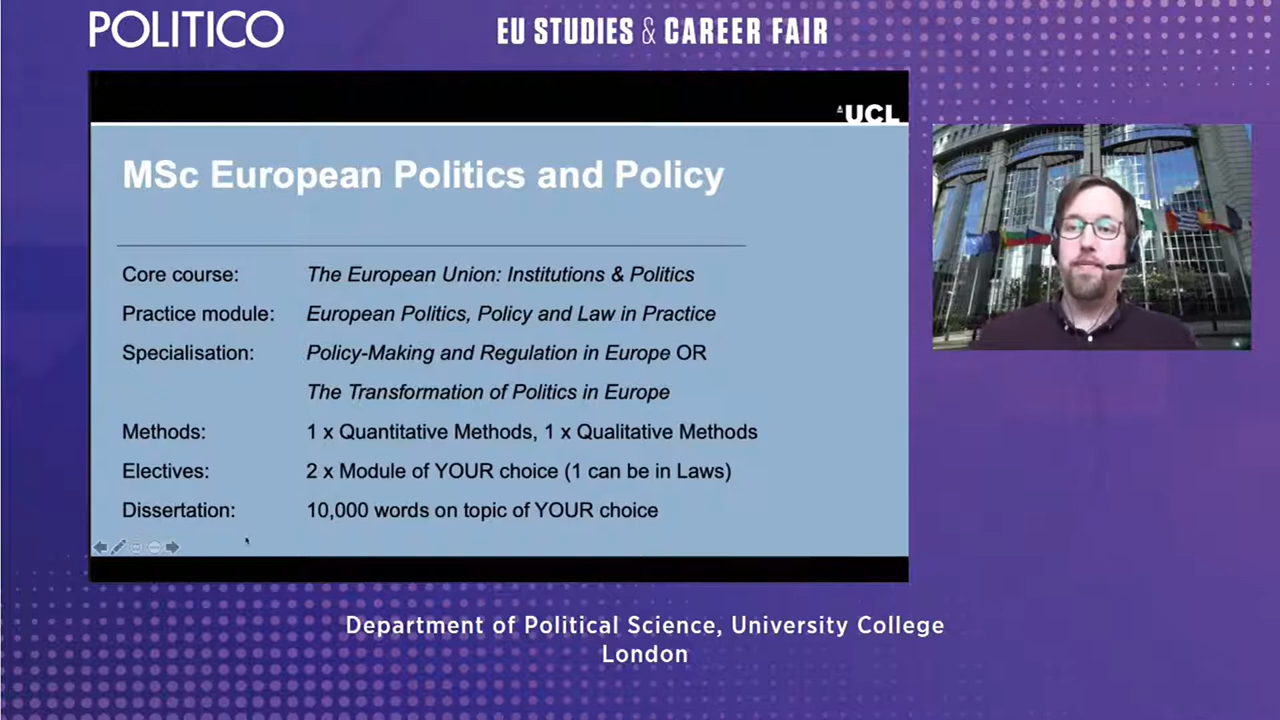 POLITICO
EU STUDIES & CAREER FAIR
UCL
MSc European Politics and Policy
Core course: The European Union: Institutions & Politics
Practice module: European Politics, Policy and Law in Practice
Specialisation: Policy-Making and Regulation in Europe OR
The Transformation of Politics in Europe
Methods: 1 x Quantitative Methods, 1 x Qualitative Methods
Electives: 2 x Module of YOUR choice (1 can be in Laws)
Dissertation: 10,000 words on topic of YOUR choice
Department of Political Science, University College
London